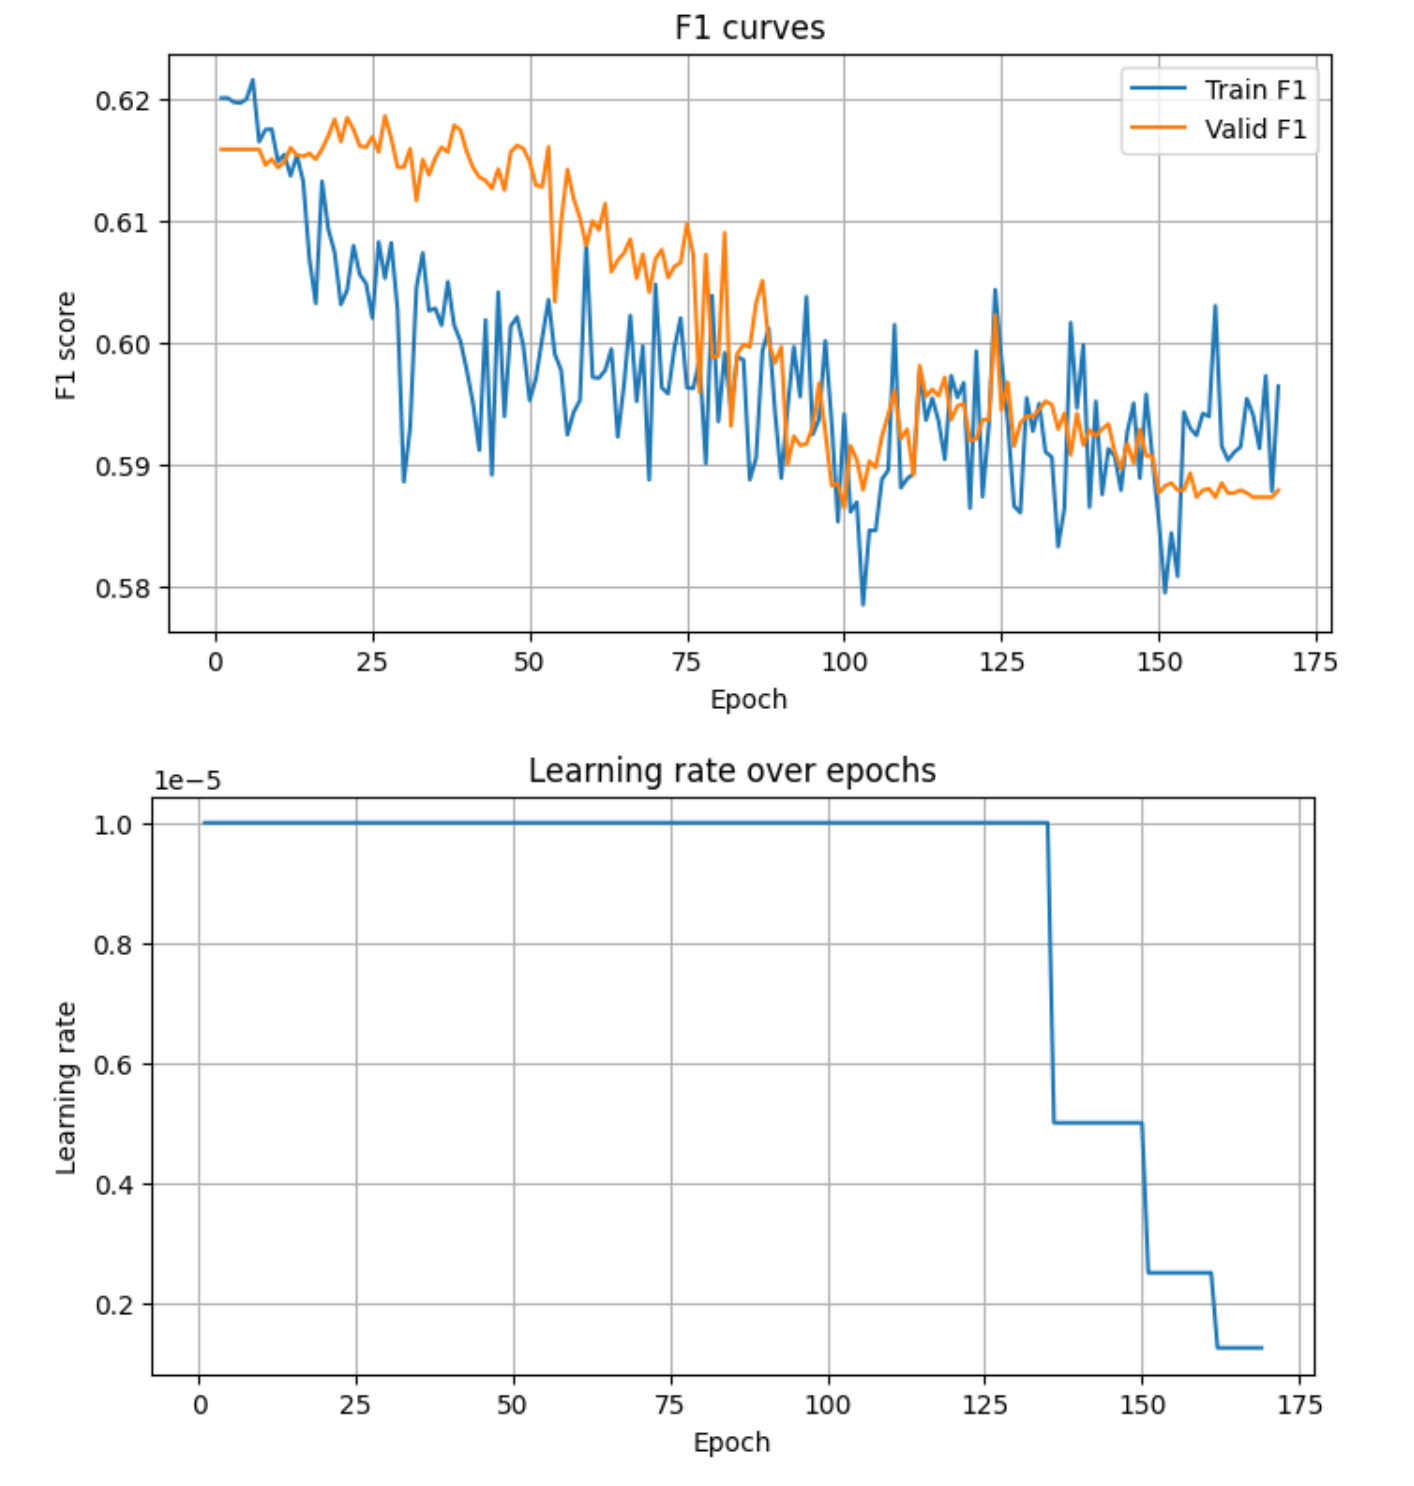 F1 curves
Train F1
Valid F1
0.62
0.61
0.60
0.59
0.58
F1 score
0 25 50 75 100 125 150 175
Epoch
Learning rate over epochs
1e−5
1.0
0.8
0.6
0.4
0.2
Learning rate
0 25 50 75 100 125 150 175
Epoch